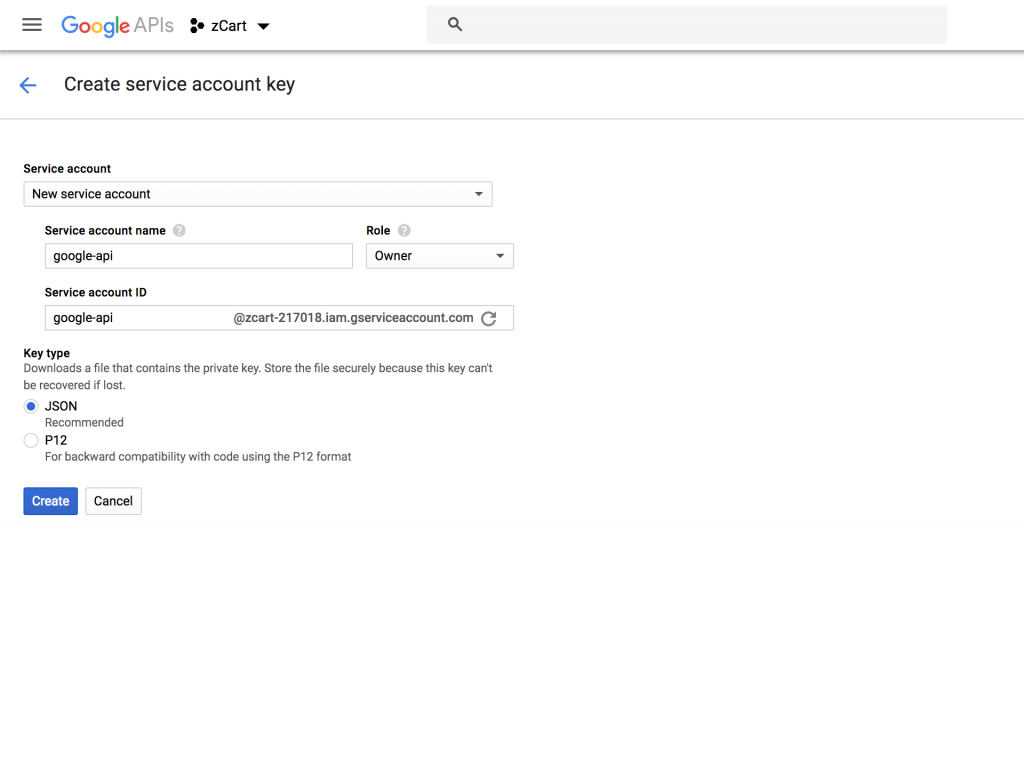 Google APIs zCart
Create service account key
Service account
New service account
Service account name ? Role ?
google-api Owner
Service account ID
google-api @zcart-217018.iam.gserviceaccount.com
Key type
Downloads a file that contains the private key. Store the file securely because this key can't
be recovered if lost.
JSON
Recommended
P12
For backward compatibility with code using the P12 format
Create Cancel